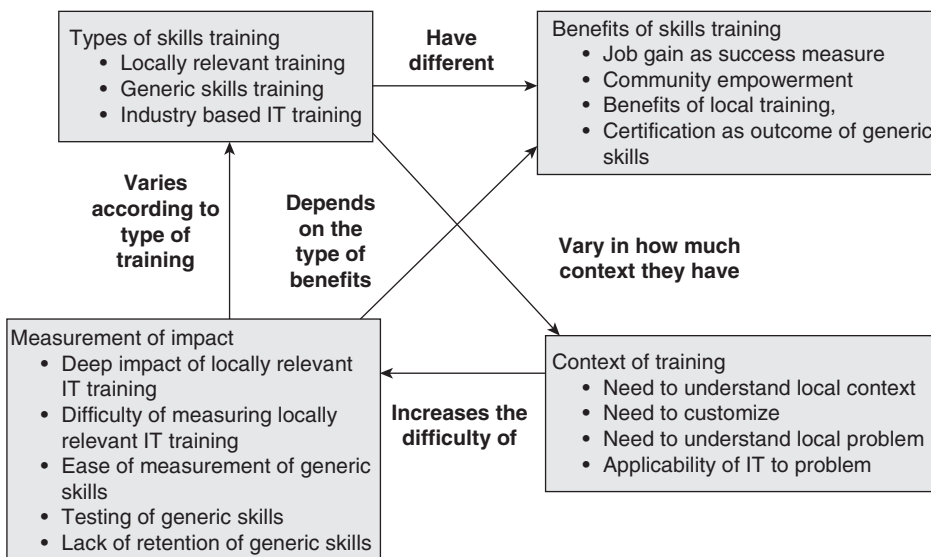 Types of skills training
• Locally relevant training
• Generic skills training
• Industry based IT training
Have
different
Benefits of skills training
• Job gain as success measure
• Community empowerment
• Benefits of local training,
• Certification as outcome of generic
skills
Varies
according to
type of
training
Depends
on the
type of
benefits
Vary in how much
context they have
Measurement of impact
• Deep impact of locally relevant
IT training
• Difficulty of measuring locally
relevant IT training
• Ease of measurement of generic
skills
• Testing of generic skills
• Lack of retention of generic skills
Increases the
difficulty of
Context of training
• Need to understand local context
• Need to customize
• Need to understand local problem
• Applicability of IT to problem